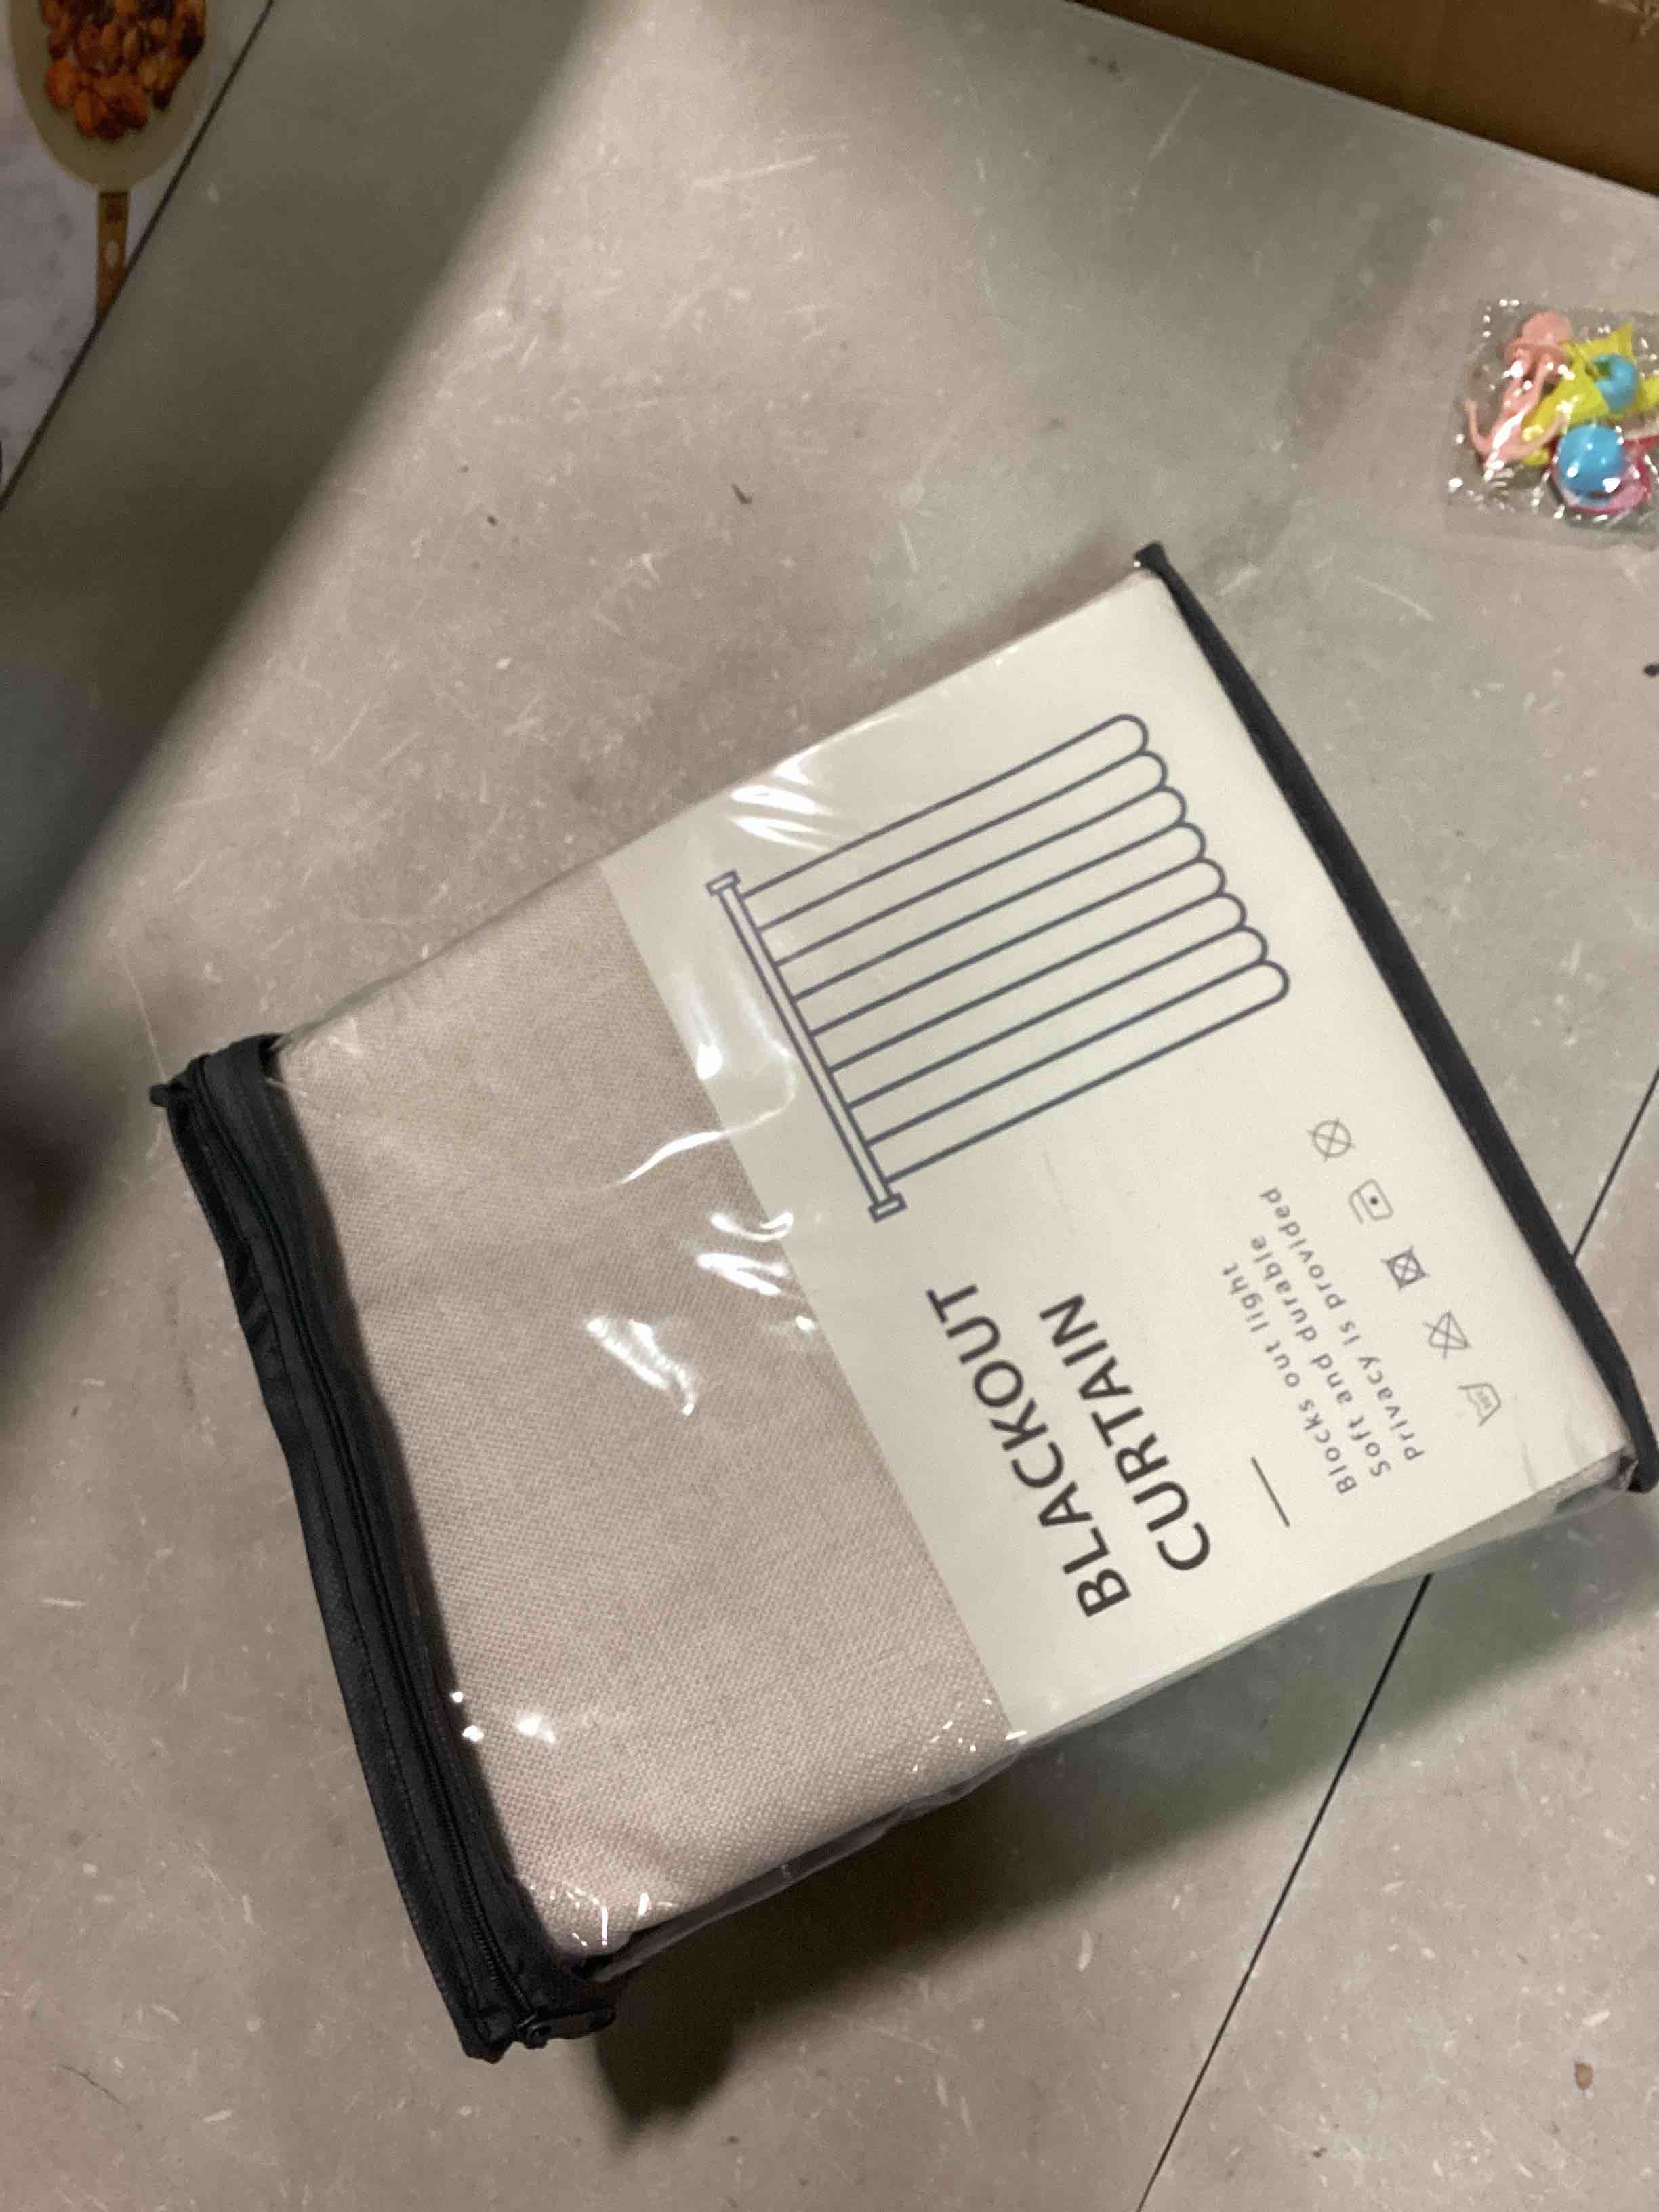 BLACKOUT
CURTAIN
Blocks out light
Soft and durable
Privacy is provided